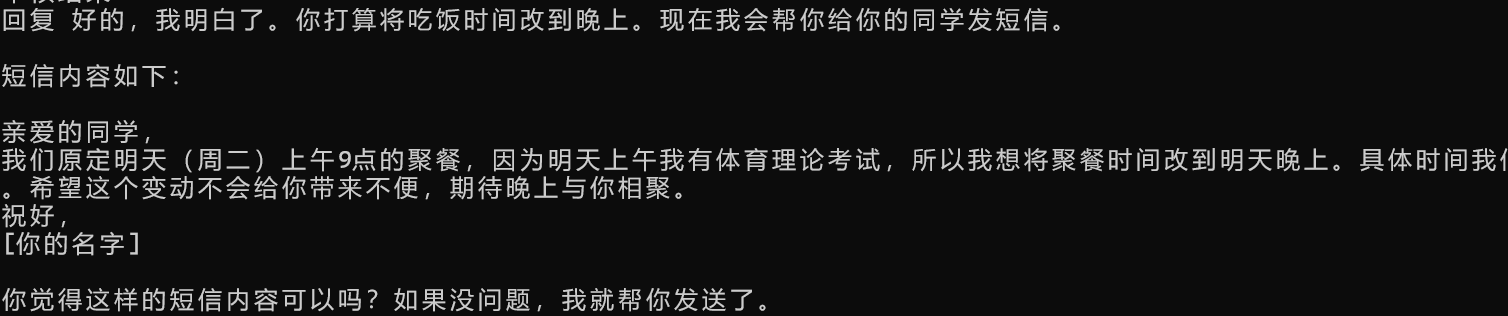 回复 好的，我明白了。你打算将吃饭时间改到晚上。现在我会帮你给你的同学发短信。
短信内容如下：
亲爱的同学，
我们原定明天（周二）上午9点的聚餐，因为明天上午我有体育理论考试，所以我想将聚餐时间改到明天晚上。具体时间我
。希望这个变动不会给你带来不便，期待晚上与你相聚。
祝好，
[你的名字]
你觉得这样的短信内容可以吗？如果没问题，我就帮你发送了。